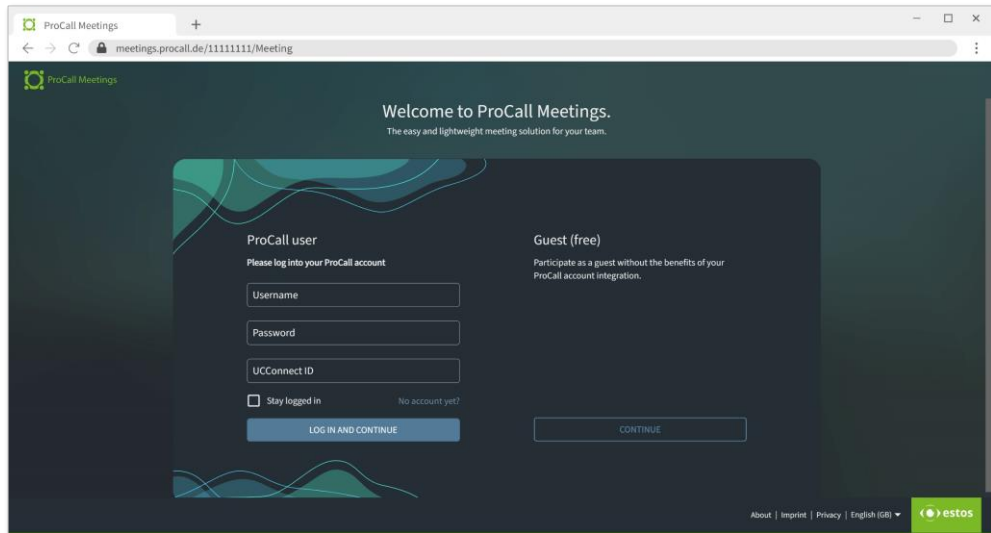 ProCall Meetings
meetings.procall.de/11111111/Meeting
ProCall Meetings
Welcome to ProCall Meetings.
The easy and lightweight meeting solution for your team.
ProCall user
Please log into your ProCall account
Username
Password
UCConnect ID
Stay logged in
No account yet?
LOG IN AND CONTINUE
Guest (free)
Participate as a guest without the benefits of your
ProCall account integration.
CONTINUE
About | Imprint | Privacy | English (GB)
estos